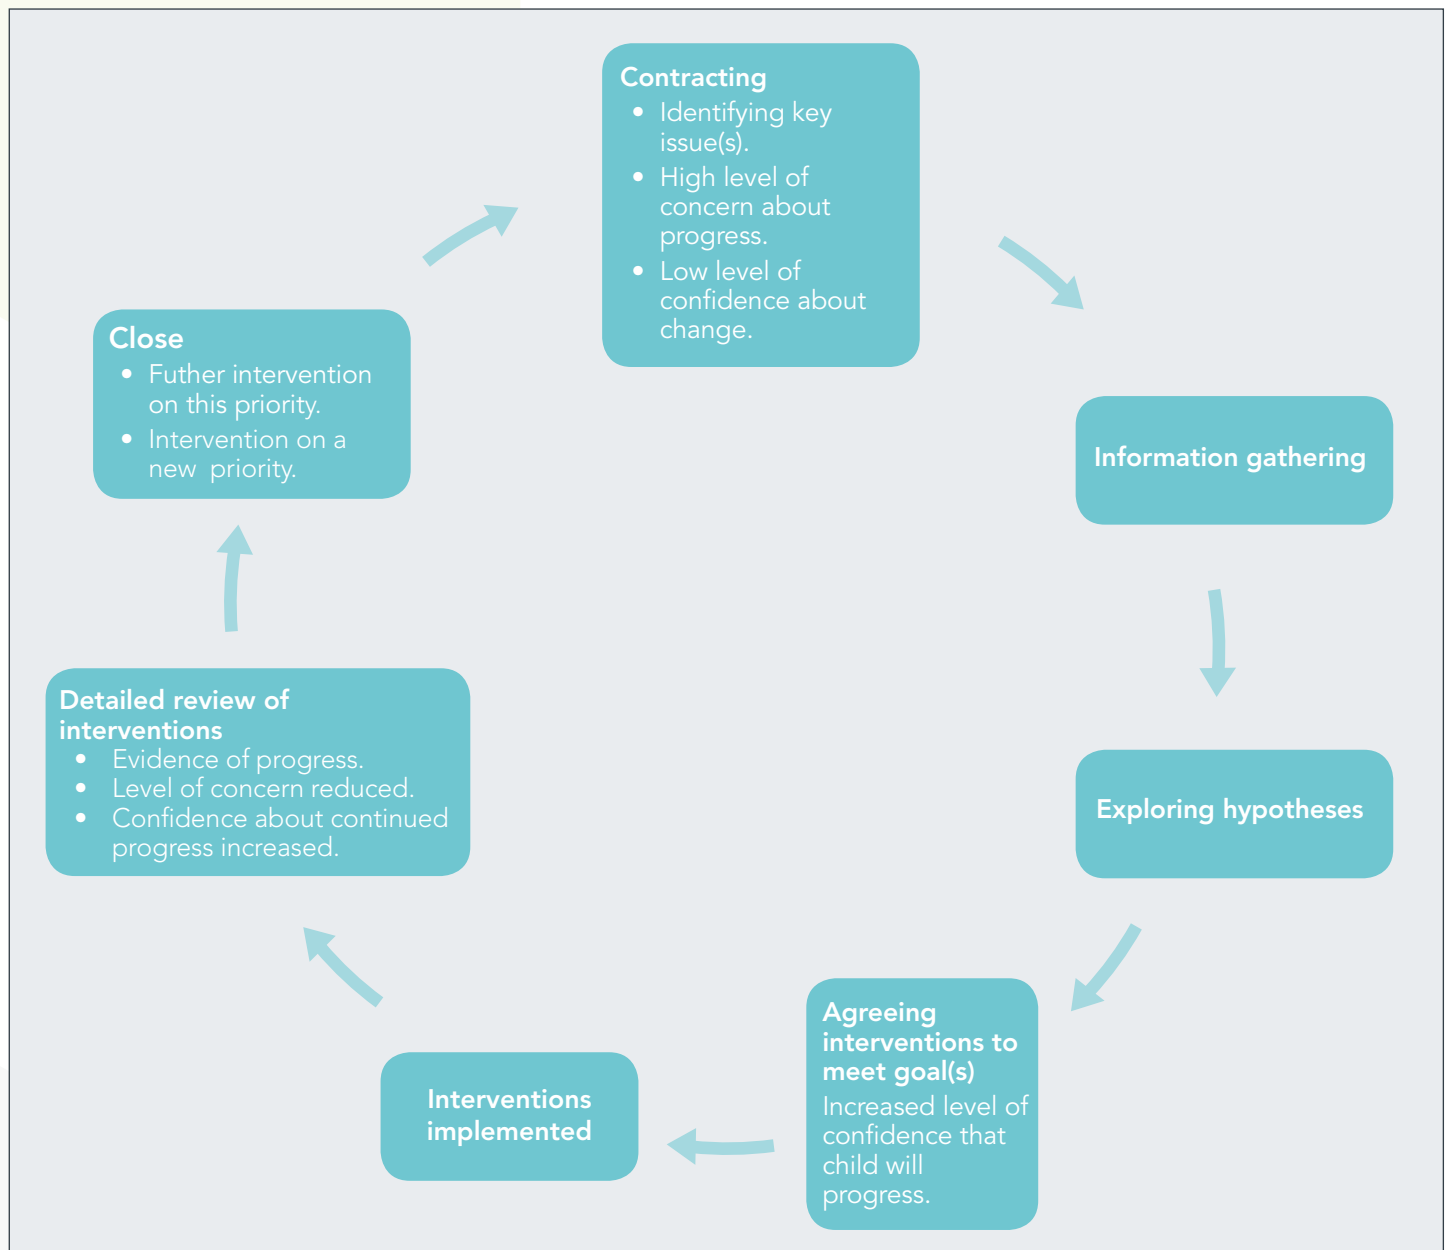 Contracting
• Identifying key
issue(s).
• High level of
concern about
progress.
• Low level of
confidence about
change.
Information gathering
Exploring hypotheses
Agreeing
interventions to
meet goal(s)
Increased level of
confidence that
child will
progress.
Interventions
implemented
Detailed review of
interventions
• Evidence of progress.
• Level of concern reduced.
• Confidence about continued
progress increased.
Close
• Futher intervention
on this priority.
• Intervention on a
new  priority.